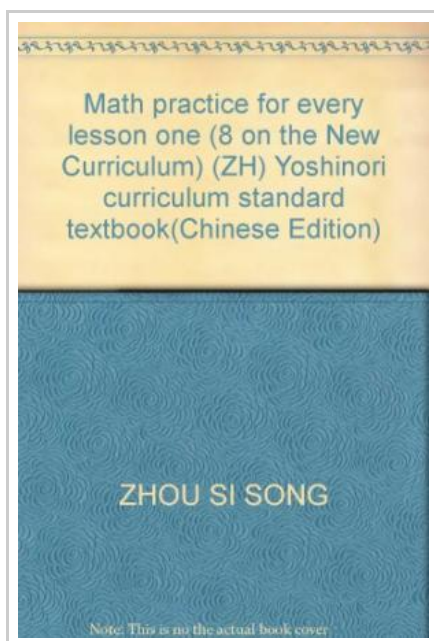 Math practice for every
lesson one (8 on the New
Curriculum) (ZH) Yoshinori
curriculum standard
textbook(Chinese Edition)
ZHOU SI SONG
Note: This is no the actual book cover